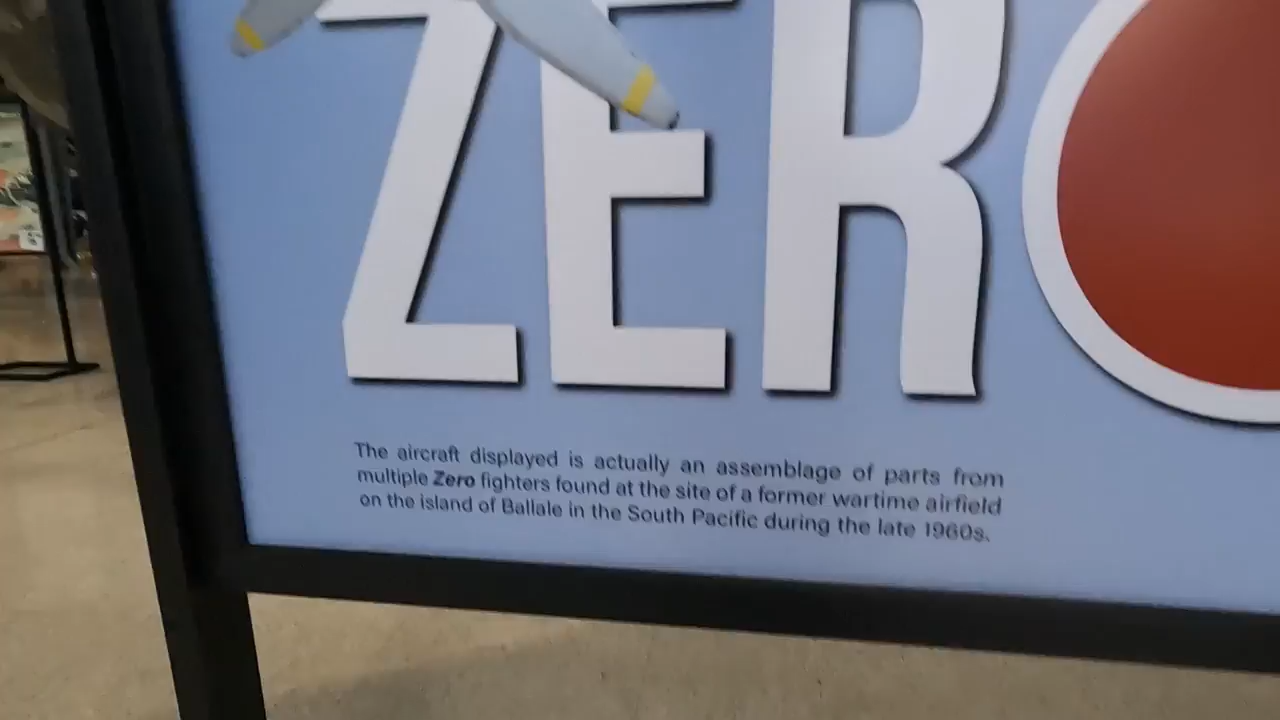 ZERO
The aircraft displayed is actually an assemblage of parts from
multiple Zero fighters found at the site of a former wartime airfield
on the island of Ballale in the South Pacific during the late 1960s.